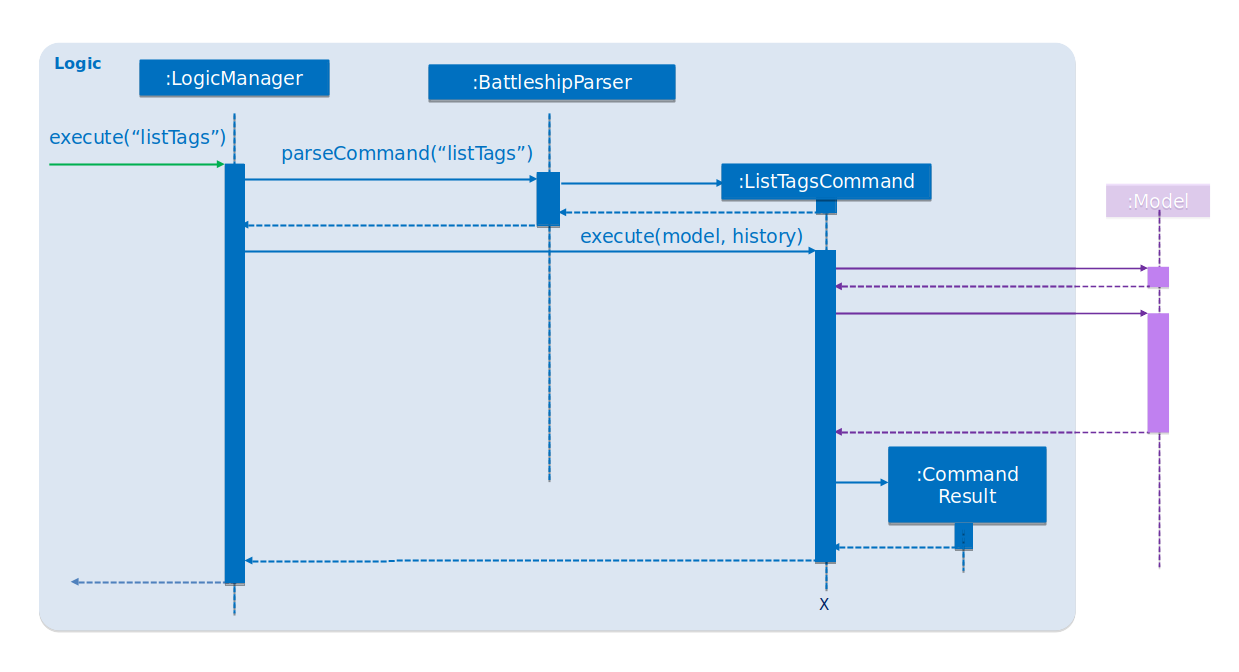 Logic
:LogicManager
:BattleshipParser
execute(“listTags”)
parseCommand(“listTags”)
:ListTagsCommand
:Model
execute(model, history)
:Command
Result
X